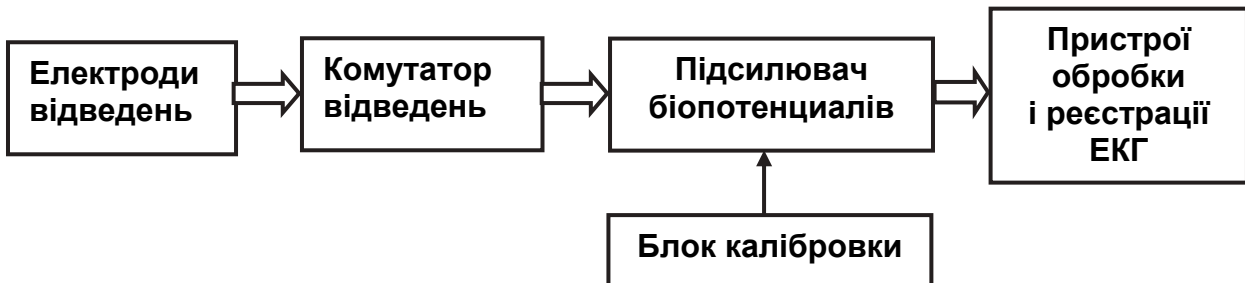 Електроди
відведень
Комутатор
відведень
Підсилювач
біопотенциалів
Пристрої
обробки
і реєстрації
ЕКГ
Блок калібровки